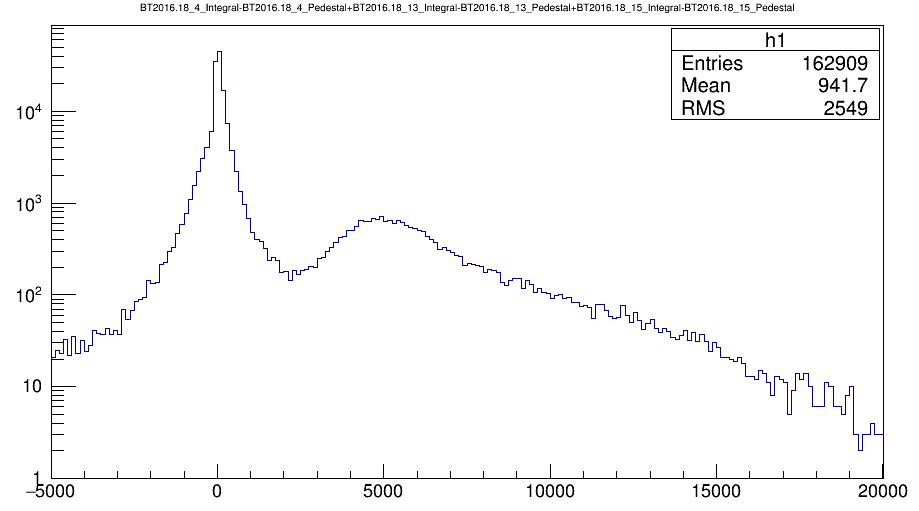 BT2016.18_4_Integral-BT2016.18_4_Pedestal+BT2016.18_13_Integral-BT2016.18_13_Pedestal+BT2016.18_15_Integral-BT2016.18_15_Pedestal
h1
Entries 162909
Mean 941.7
RMS 2549
10^4
10^3
10^2
10
1
−5000 0 5000 10000 15000 20000